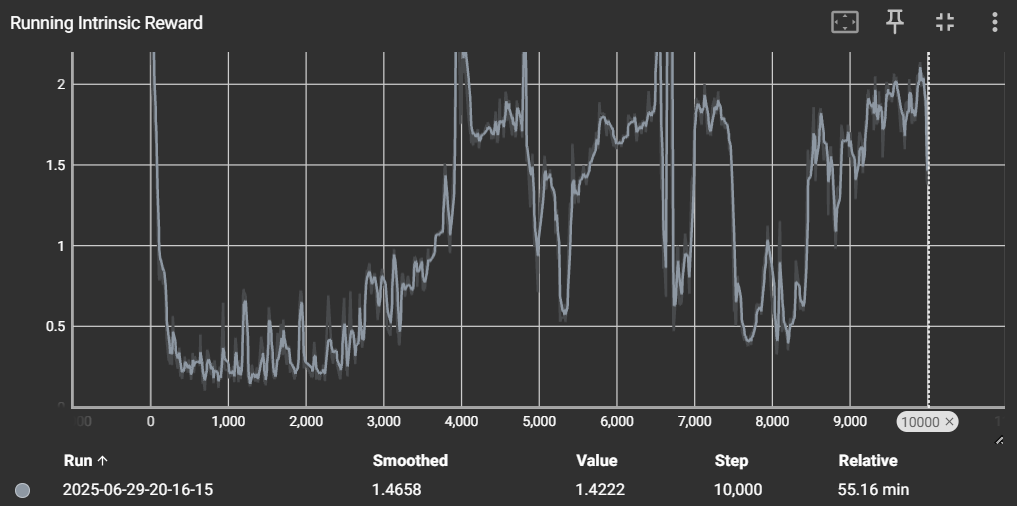 Running Intrinsic Reward
2
1.5
1
0.5
0
00 0 1,000 2,000 3,000 4,000 5,000 6,000 7,000 8,000 9,000 10000 × 1
Run ↑ Smoothed Value Step Relative
2025-06-29-20-16-15 1.4658 1.4222 10,000 55.16 min